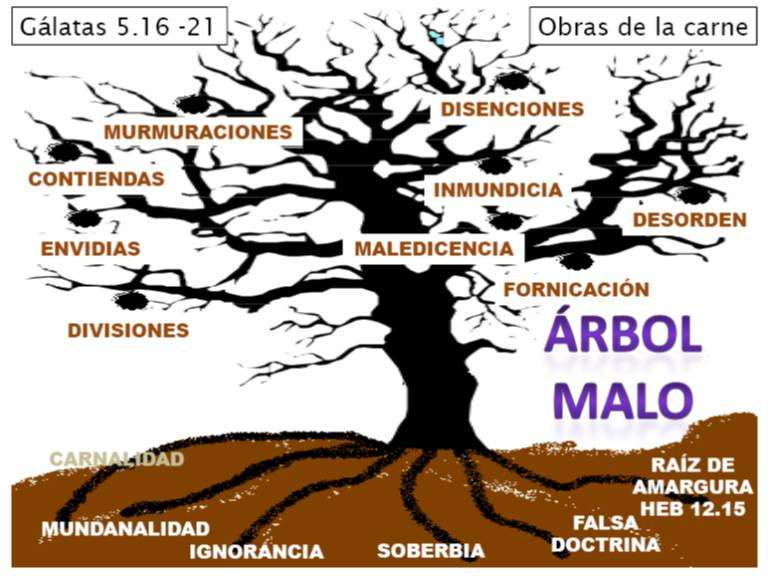 Gálatas 5.16 -21
Obras de la carne
DISENCIONES
MURMURACIONES
CONTIENDAS
INMUNDICIA
DESORDEN
ENVIDIAS
MALEDICENCIA
FORNICACIÓN
DIVISIONES
ÁRBOL
MALO
CARNALIDAD
RAÍZ DE
AMARGURA
HEB 12.15
MUNDANALIDAD
IGNORANCIA
SOBERBIA
FALSA
DOCTRINA